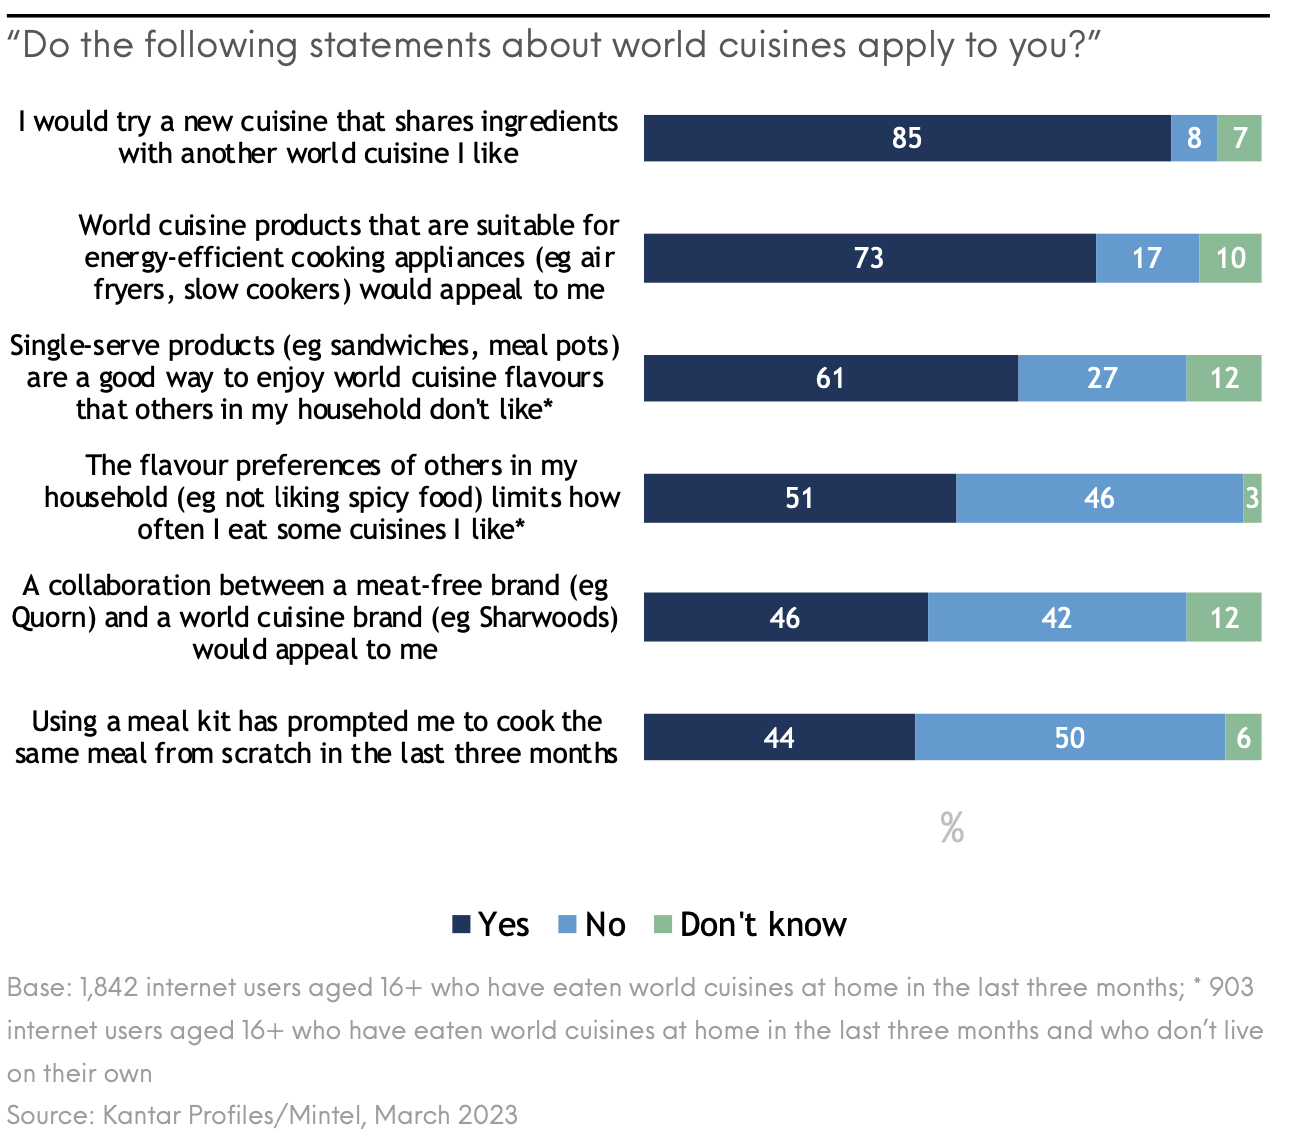 “Do the following statements about world cuisines apply to you?”
I would try a new cuisine that shares ingredients
with another world cuisine I like
85 8 7
World cuisine products that are suitable for
energy-efficient cooking appliances (eg air
fryers, slow cookers) would appeal to me
73 17 10
Single-serve products (eg sandwiches, meal pots)
are a good way to enjoy world cuisine flavours
that others in my household don't like*
61 27 12
The flavour preferences of others in my
household (eg not liking spicy food) limits how
often I eat some cuisines I like*
51 46 3
A collaboration between a meat-free brand (eg
Quorn) and a world cuisine brand (eg Sharwoods)
would appeal to me
46 42 12
Using a meal kit has prompted me to cook the
same meal from scratch in the last three months
44 50 6
%
Yes No Don't know
Base: 1,842 internet users aged 16+ who have eaten world cuisines at home in the last three months; * 903
internet users aged 16+ who have eaten world cuisines at home in the last three months and who don’t live
on their own
Source: Kantar Profiles/Mintel, March 2023